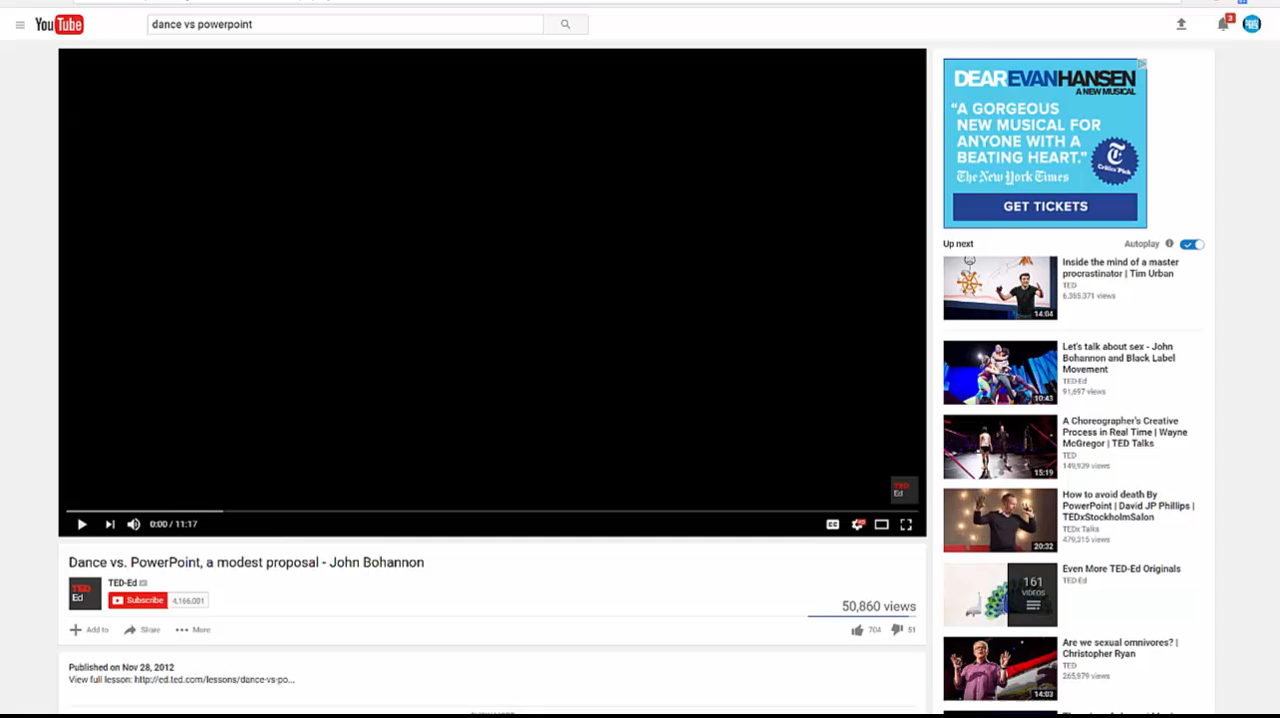 YouTube
dance vs powerpoint
3
DEAR EVAN HANSEN
A NEW MUSICAL
"A GORGEOUS
NEW MUSICAL FOR
ANYONE WITH A
BEATING HEART."
The New York Times
Critics' Pick
GET TICKETS
Up next
Autoplay
Inside the mind of a master
procrastinator | Tim Urban
TED
6,365,371 views
14:04
Let's talk about sex - John
Bohannon and Black Label
Movement
TED-Ed
91,697 views
10:43
A Choreographer's Creative
Process in Real Time | Wayne
McGregor | TED Talks
TED
149,939 views
15:19
How to avoid death By
PowerPoint | David JP Phillips |
TEDxStockholmSalon
TEDx Talks
479,215 views
20:32
Even More TED-Ed Originals
TED-Ed
161
VIDEOS
Are we sexual omnivores? |
Christopher Ryan
TED
265,979 views
14:03
TED
Ed
0:00 / 11:17
CC
Dance vs. PowerPoint, a modest proposal - John Bohannon
TED
Ed
TED-Ed
Subscribe 4,166,001
50,860 views
Add to Share More
704 51
Published on Nov 28, 2012
View full lesson: http://ed.ted.com/lessons/dance-vs-po...